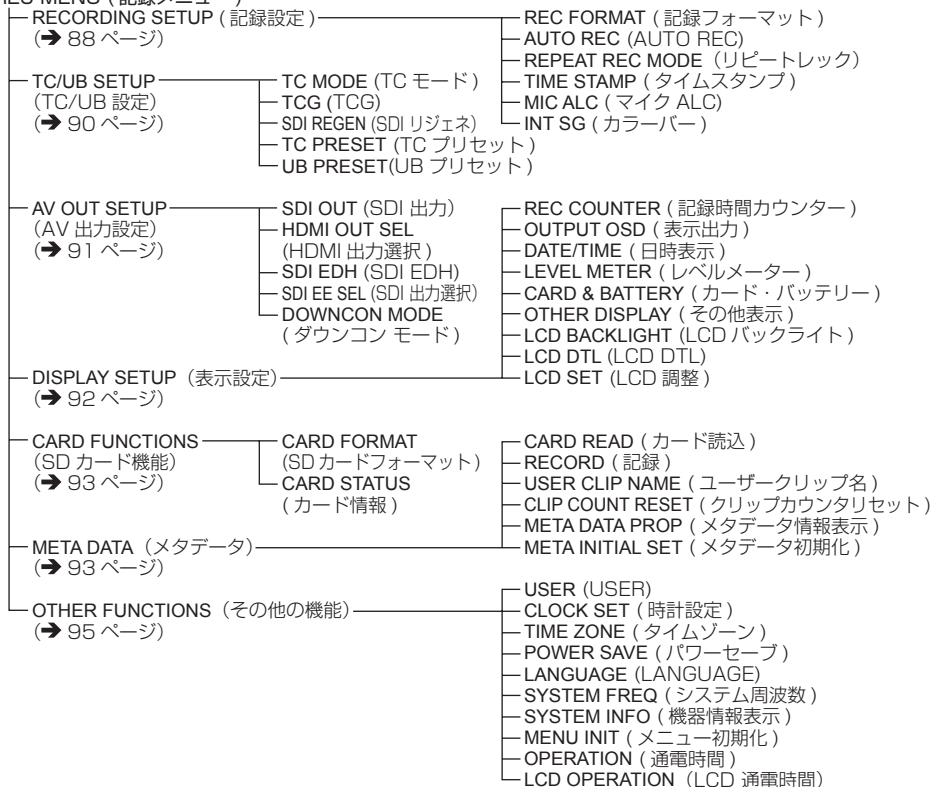 RECORDING SETUP ( 記録設定 )
(➔ 88 ページ)
REC FORMAT ( 記録フォーマット )
AUTO REC (AUTO REC)
REPEAT REC MODE（リピートレック）
TIME STAMP ( タイムスタンプ )
MIC ALC ( マイク ALC)
INT SG ( カラーバー )
TC/UB SETUP
(TC/UB 設定)
(➔ 90 ページ)
TC MODE (TC モード )
TCG (TCG)
SDI REGEN (SDI リジェネ)
TC PRESET (TC プリセット )
UB PRESET(UB プリセット )
AV OUT SETUP
(AV 出力設定)
(➔ 91 ページ)
SDI OUT (SDI 出力)
HDMI OUT SEL
(HDMI 出力選択 )
SDI EDH (SDI EDH)
SDI EE SEL (SDI 出力選択)
DOWNCON MODE
( ダウンコン モード )
DISPLAY SETUP（表示設定）
(➔ 92 ページ)
REC COUNTER ( 記録時間カウンター )
OUTPUT OSD ( 表示出力 )
DATE/TIME ( 日時表示 )
LEVEL METER ( レベルメーター )
CARD & BATTERY ( カード・バッテリー )
OTHER DISPLAY ( その他表示 )
LCD BACKLIGHT (LCD バックライト )
LCD DTL (LCD DTL)
LCD SET (LCD 調整 )
CARD FUNCTIONS
(SD カード機能)
(➔ 93 ページ)
CARD FORMAT
(SD カードフォーマット )
CARD STATUS
( カード情報 )
META DATA（メタデータ）
(➔ 93 ページ)
CARD READ ( カード読込 )
RECORD ( 記録 )
USER CLIP NAME ( ユーザークリップ名 )
CLIP COUNT RESET ( クリップカウンタリセット )
META DATA PROP ( メタデータ情報表示 )
META INITIAL SET ( メタデータ初期化 )
OTHER FUNCTIONS（その他の機能）
(➔ 95 ページ)
USER (USER)
CLOCK SET ( 時計設定 )
TIME ZONE ( タイムゾーン )
POWER SAVE ( パワーセーブ )
LANGUAGE (LANGUAGE)
SYSTEM FREQ ( システム周波数 )
SYSTEM INFO ( 機器情報表示 )
MENU INIT ( メニュー初期化 )
OPERATION ( 通電時間 )
LCD OPERATION（LCD 通電時間）